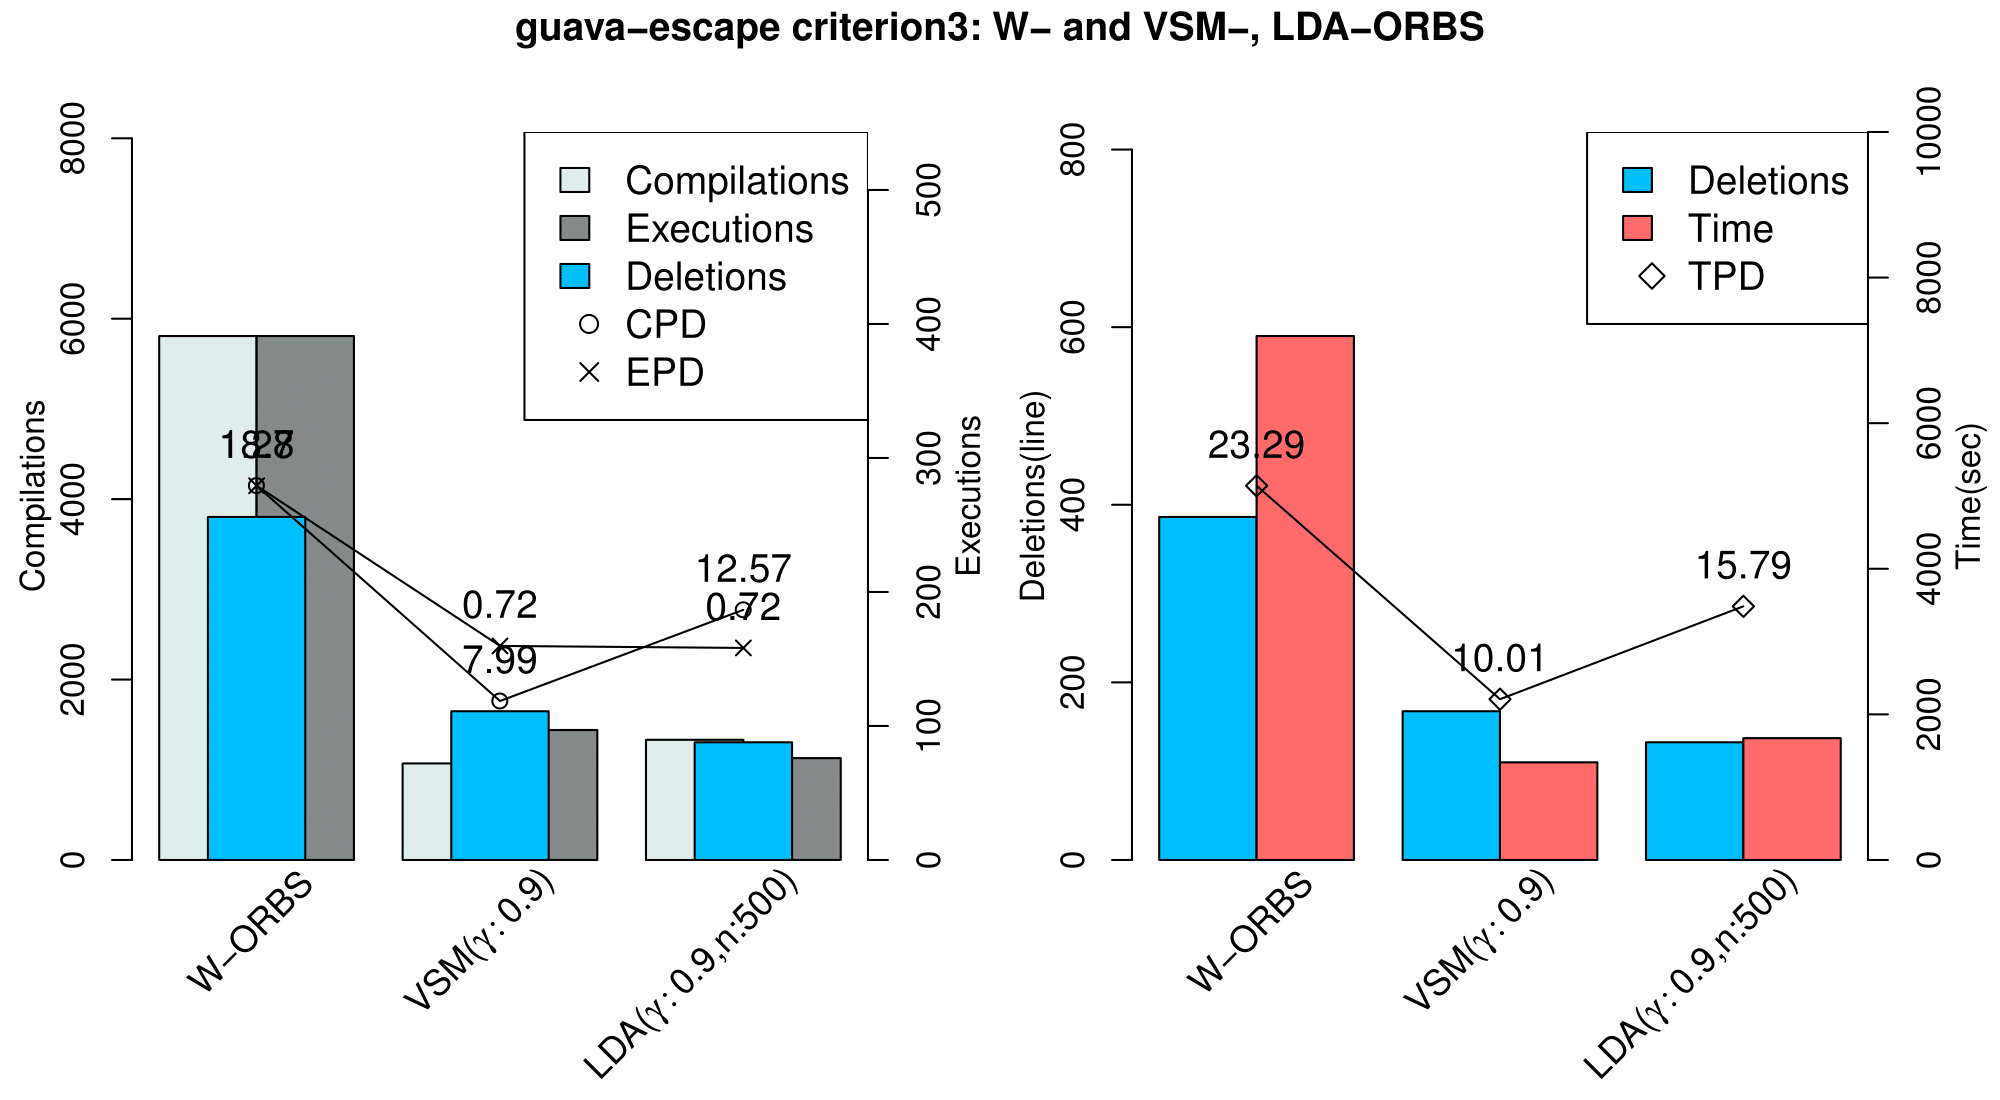 guava−escape criterion3: W− and VSM−, LDA−ORBS
Compilations
0
2000
4000
6000
8000
Compilations
Executions
Deletions
CPD
EPD
0.72
7.99
12.57
0.72
0
100
200
300
400
500
Executions
W−ORBS
VSM(γ: 0.9)
LDA(γ: 0.9,n:500)
Deletions(line)
0
200
400
600
800
Deletions
Time
TPD
23.29
10.01
15.79
0
2000
4000
6000
8000
10000
Time(sec)
W−ORBS
VSM(γ: 0.9)
LDA(γ: 0.9,n:500)